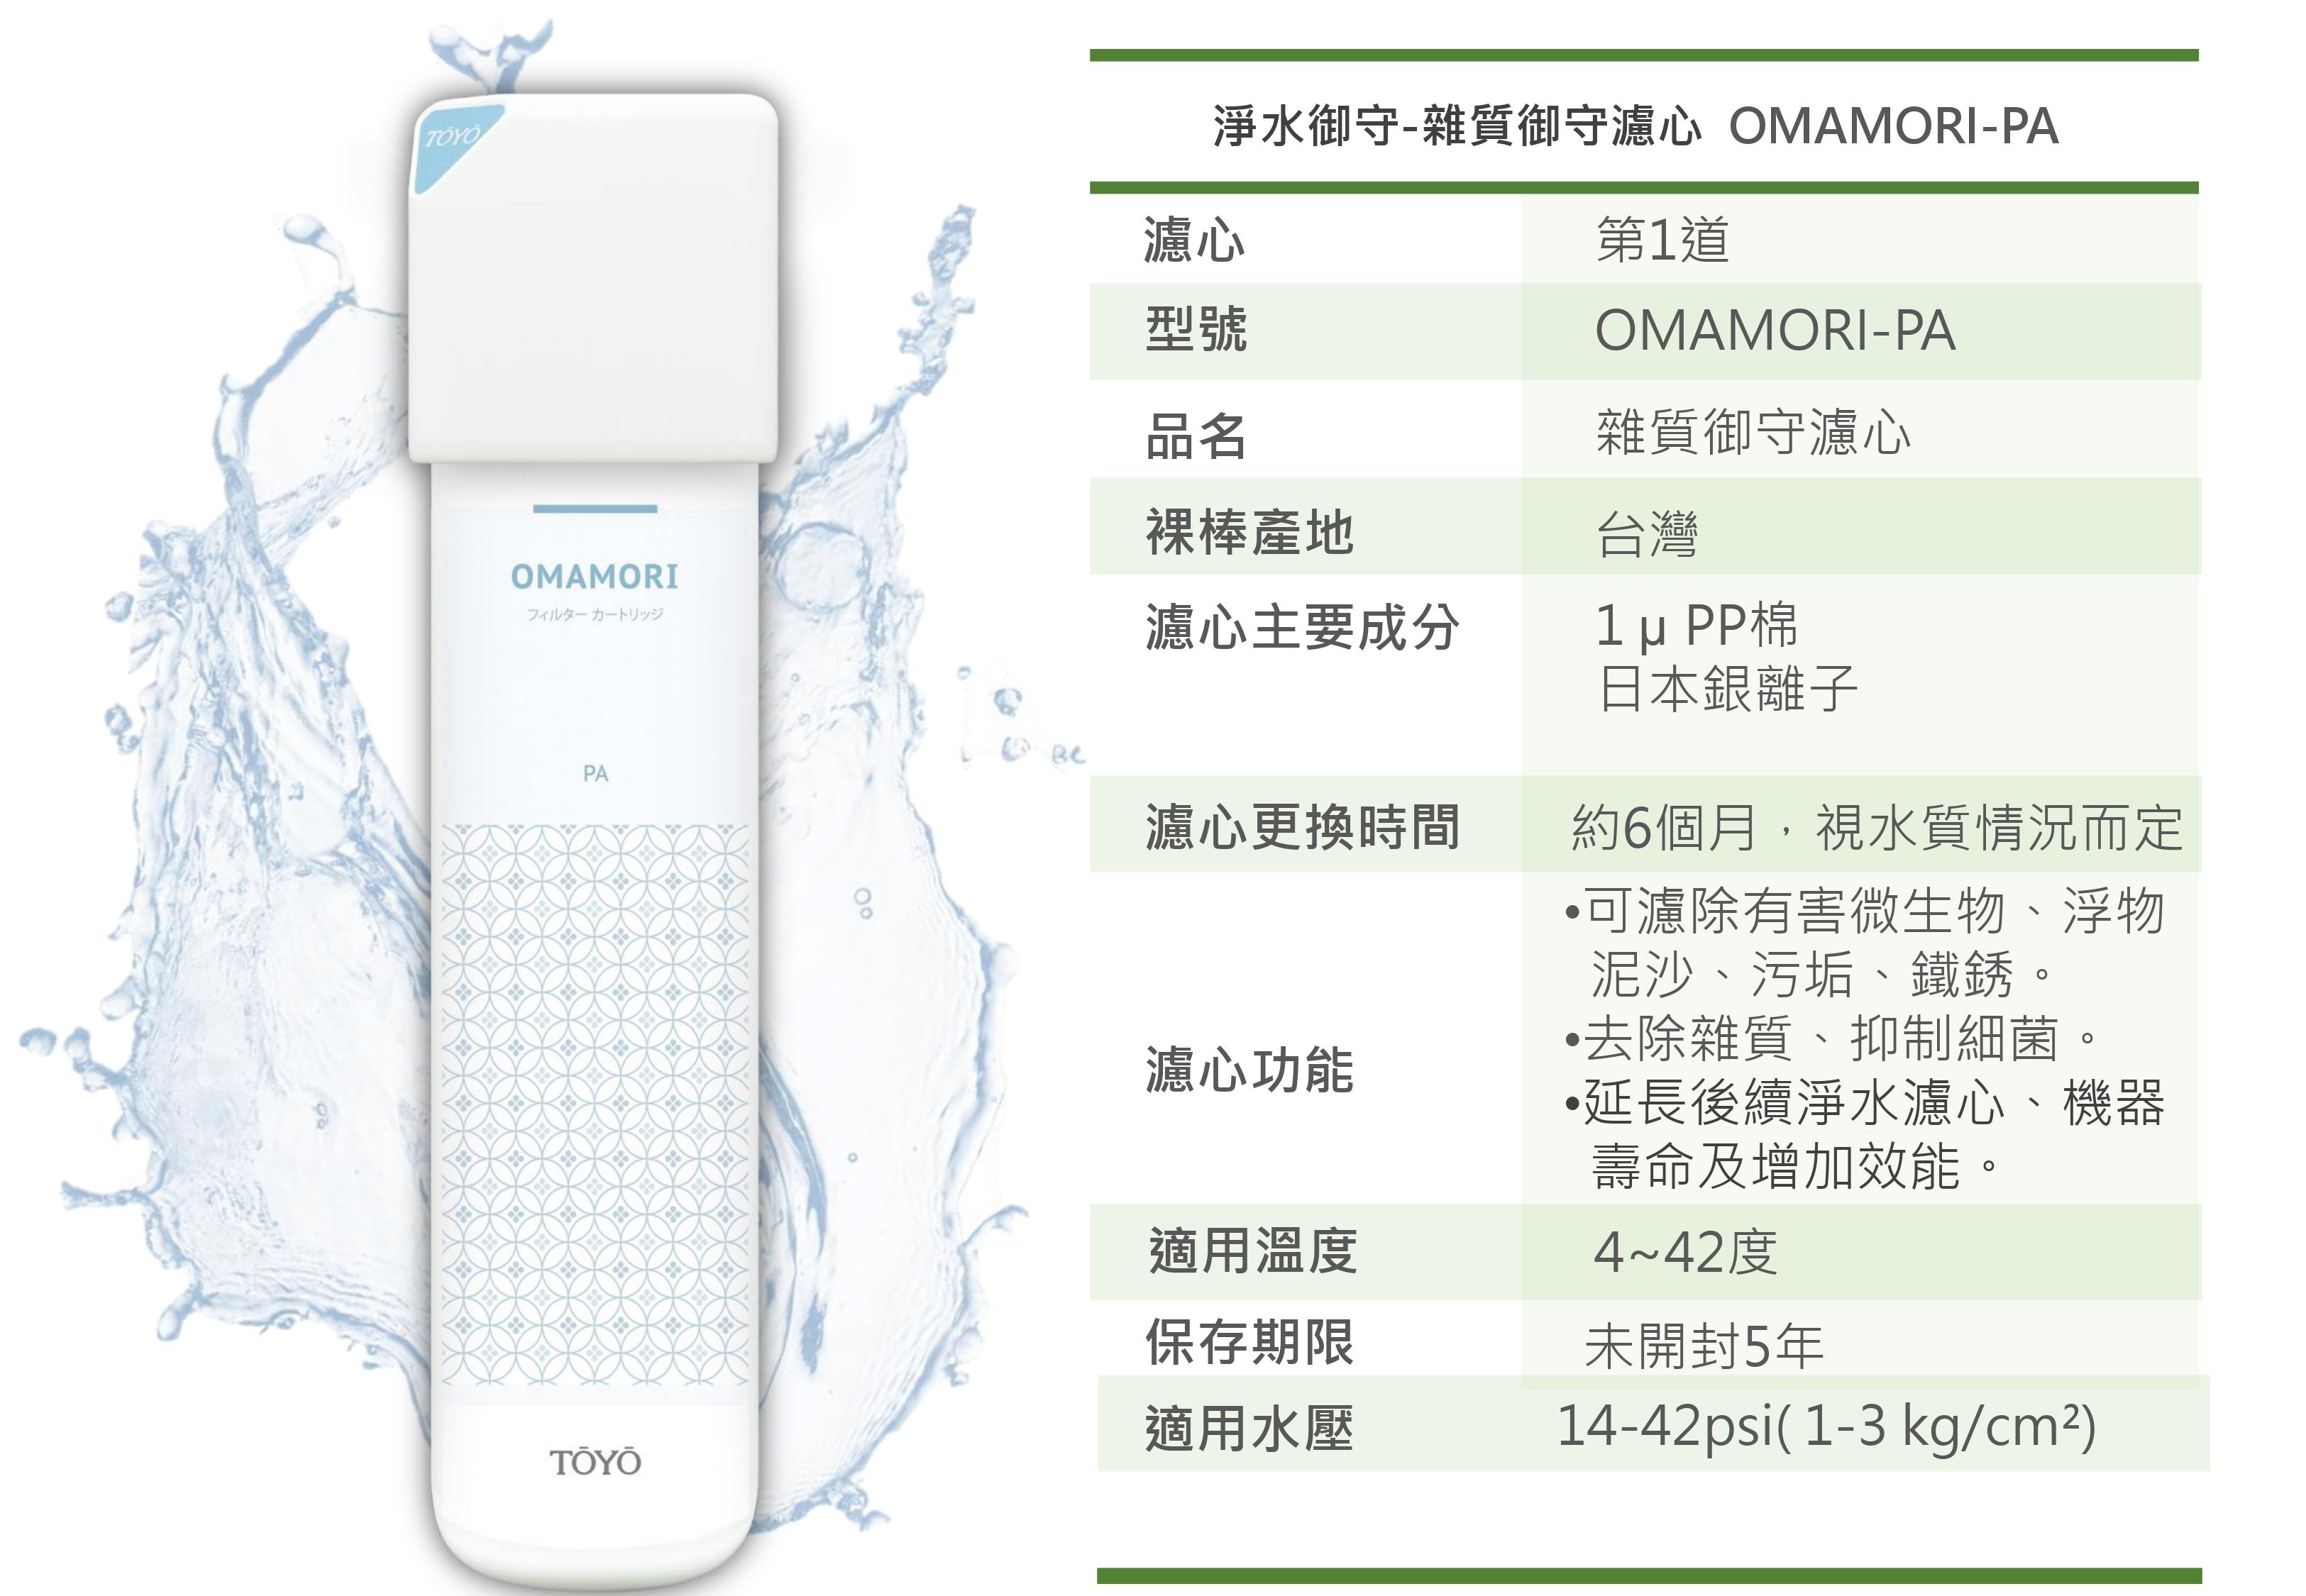 TŌYŌ
OMAMORI
フィルター カートリッジ
PA
TŌYŌ
淨水御守-雜質御守濾心 OMAMORI-PA
濾心 第1道
型號 OMAMORI-PA
品名 雜質御守濾心
裸棒產地 台灣
濾心主要成分 1 μ PP棉
日本銀離子
濾心更換時間 約6個月，視水質情況而定
濾心功能
•可濾除有害微生物、浮物
泥沙、污垢、鐵銹。
•去除雜質、抑制細菌。
•延長後續淨水濾心、機器
壽命及增加效能。
適用溫度 4~42度
保存期限 未開封5年
適用水壓 14-42psi( 1-3 kg/cm²)